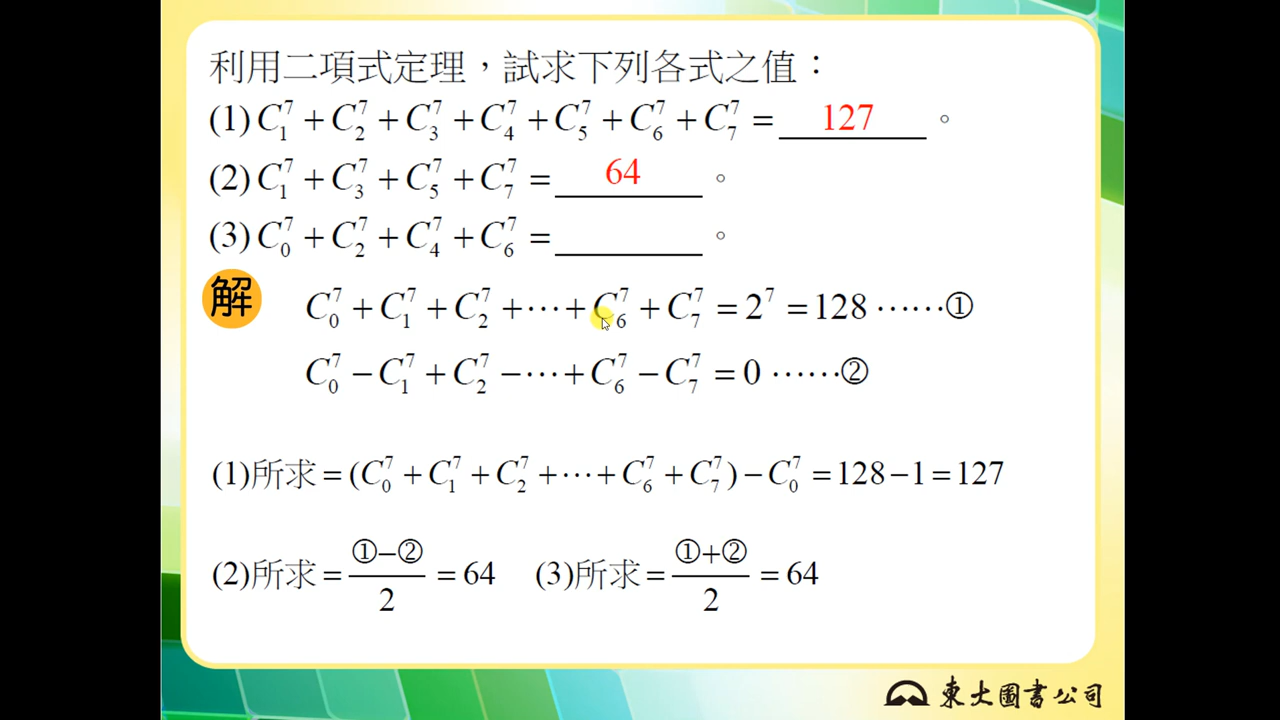 利用二項式定理，試求下列各式之值：
(1) C₁⁷ + C₂⁷ + C₃⁷ + C₄⁷ + C₅⁷ + C₆⁷ + C₇⁷ = 127 。
(2) C₁⁷ + C₃⁷ + C₅⁷ + C₇⁷ = 64 。
(3) C₀⁷ + C₂⁷ + C₄⁷ + C₆⁷ = ______ 。
解
C₀⁷ + C₁⁷ + C₂⁷ + ⋯ + C₆⁷ + C₇⁷ = 2⁷ = 128 ⋯⋯①
C₀⁷ − C₁⁷ + C₂⁷ − ⋯ + C₆⁷ − C₇⁷ = 0 ⋯⋯②
(1)所求 = (C₀⁷ + C₁⁷ + C₂⁷ + ⋯ + C₆⁷ + C₇⁷) − C₀⁷ = 128 − 1 = 127
(2)所求 = (①−②)/2 = 64 (3)所求 = (①+②)/2 = 64
東大圖書公司